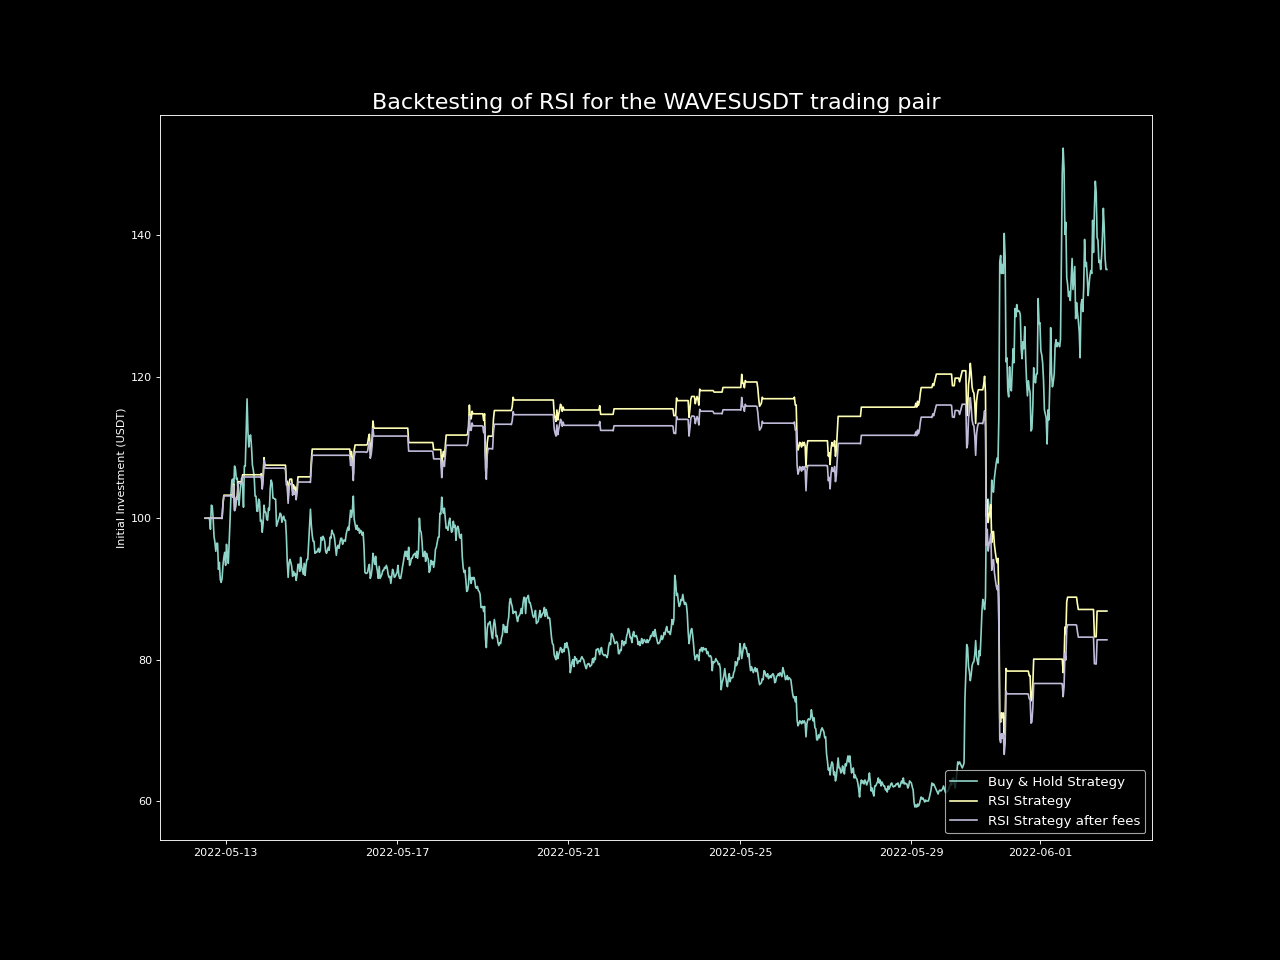 Backtesting of RSI for the WAVESUSDT trading pair
Initial Investment (USDT)
140
120
100
80
60
2022-05-13
2022-05-17
2022-05-21
2022-05-25
2022-05-29
2022-06-01
Buy & Hold Strategy
RSI Strategy
RSI Strategy after fees